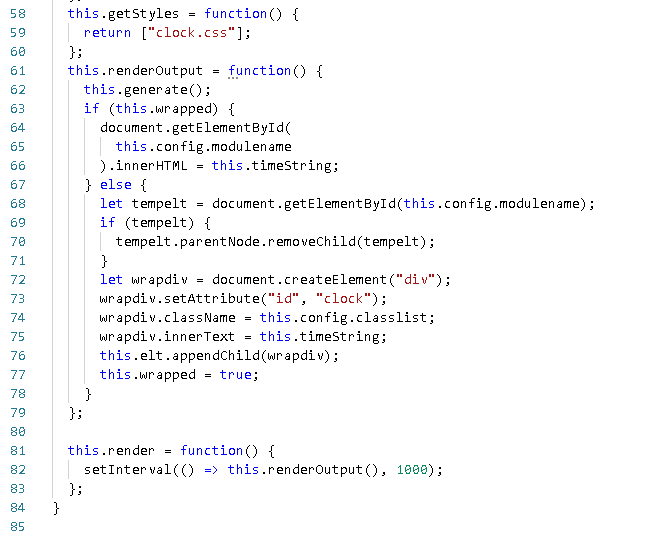 58 this.getStyles = function() {
59 return ["clock.css"];
60 };
61 this.renderOutput = function() {
62 this.generate();
63 if (this.wrapped) {
64 document.getElementById(
65 this.config.modulename
66 ).innerHTML = this.timeString;
67 } else {
68 let tempelt = document.getElementById(this.config.modulename);
69 if (tempelt) {
70 tempelt.parentNode.removeChild(tempelt);
71 }
72 let wrapdiv = document.createElement("div");
73 wrapdiv.setAttribute("id", "clock");
74 wrapdiv.className = this.config.classlist;
75 wrapdiv.innerText = this.timeString;
76 this.elt.appendChild(wrapdiv);
77 this.wrapped = true;
78 }
79 };
80
81 this.render = function() {
82 setInterval(() => this.renderOutput(), 1000);
83 };
84 }
85